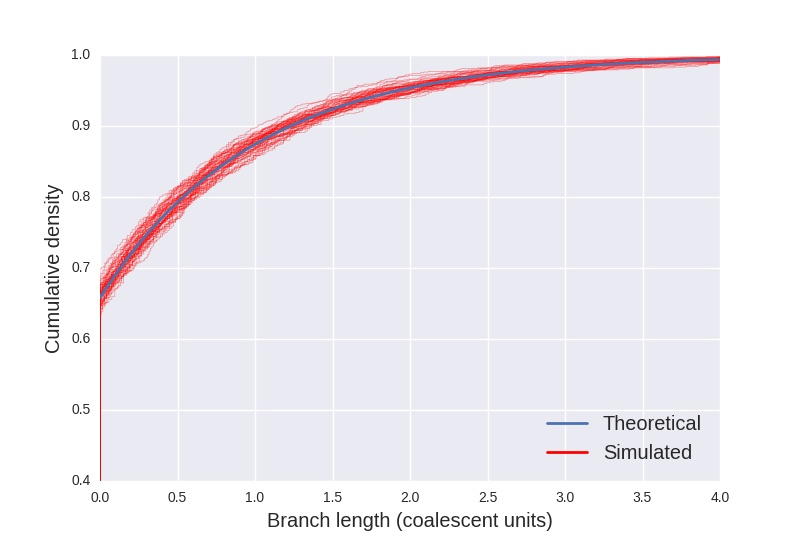 1.0
0.9
0.8
0.7
0.6
0.5
0.4
Cumulative density
Theoretical
Simulated
0.0 0.5 1.0 1.5 2.0 2.5 3.0 3.5 4.0
Branch length (coalescent units)